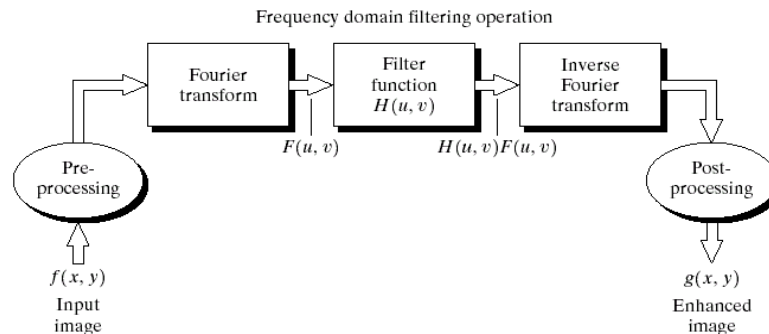 Frequency domain filtering operation
Fourier
transform
Filter
function
H(u, v)
Inverse
Fourier
transform
F(u, v)
H(u, v)F(u, v)
Pre-
processing
Post-
processing
f(x, y)
Input
image
g(x, y)
Enhanced
image